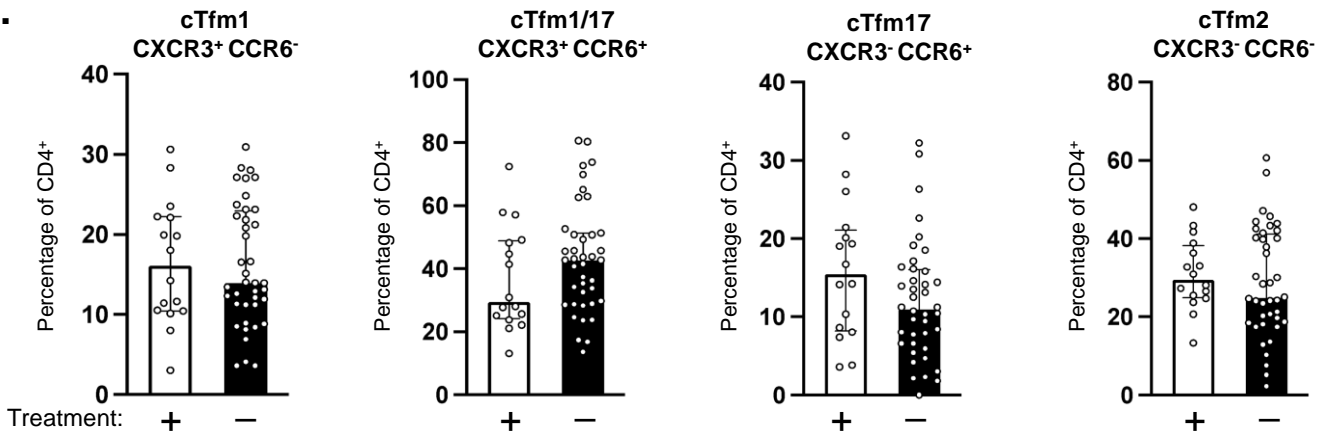 cTfm1
CXCR3⁺ CCR6⁻
Percentage of CD4⁺
40
30
20
10
0
cTfm1/17
CXCR3⁺ CCR6⁺
Percentage of CD4⁺
100
80
60
40
20
0
cTfm17
CXCR3⁻ CCR6⁺
Percentage of CD4⁺
40
30
20
10
0
cTfm2
CXCR3⁻ CCR6⁻
Percentage of CD4⁺
80
60
40
20
0
Treatment: + − + − + − + −